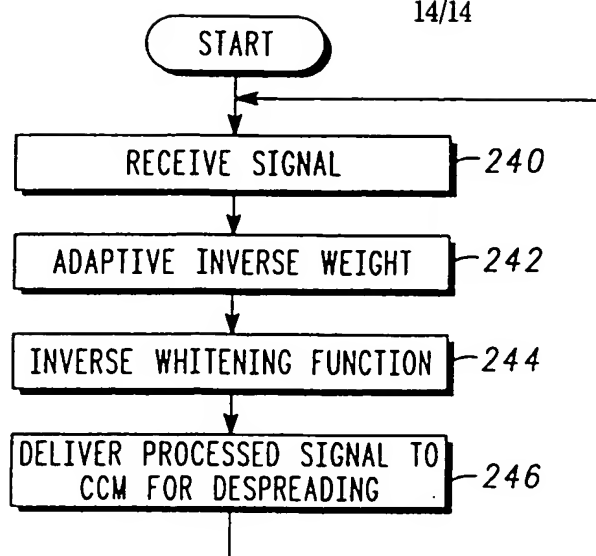 14/14
START
RECEIVE SIGNAL
240
ADAPTIVE INVERSE WEIGHT
242
INVERSE WHITENING FUNCTION
244
DELIVER PROCESSED SIGNAL TO
CCM FOR DESPREADING
246